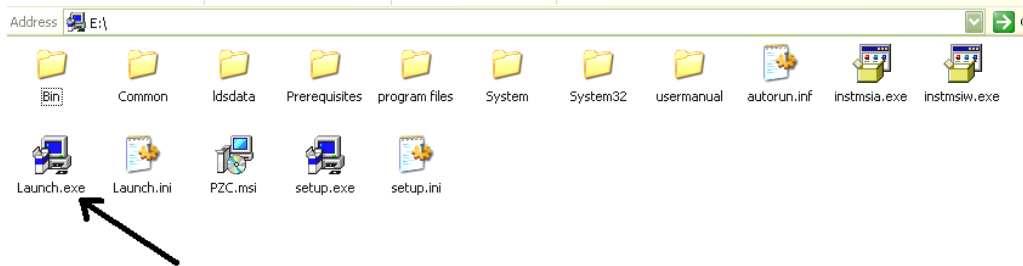 Address E:\
Bin Common ldsdata Prerequisites program files System System32 usermanual autorun.inf instmsia.exe instmsiw.exe
Launch.exe Launch.ini PZC.msi setup.exe setup.ini